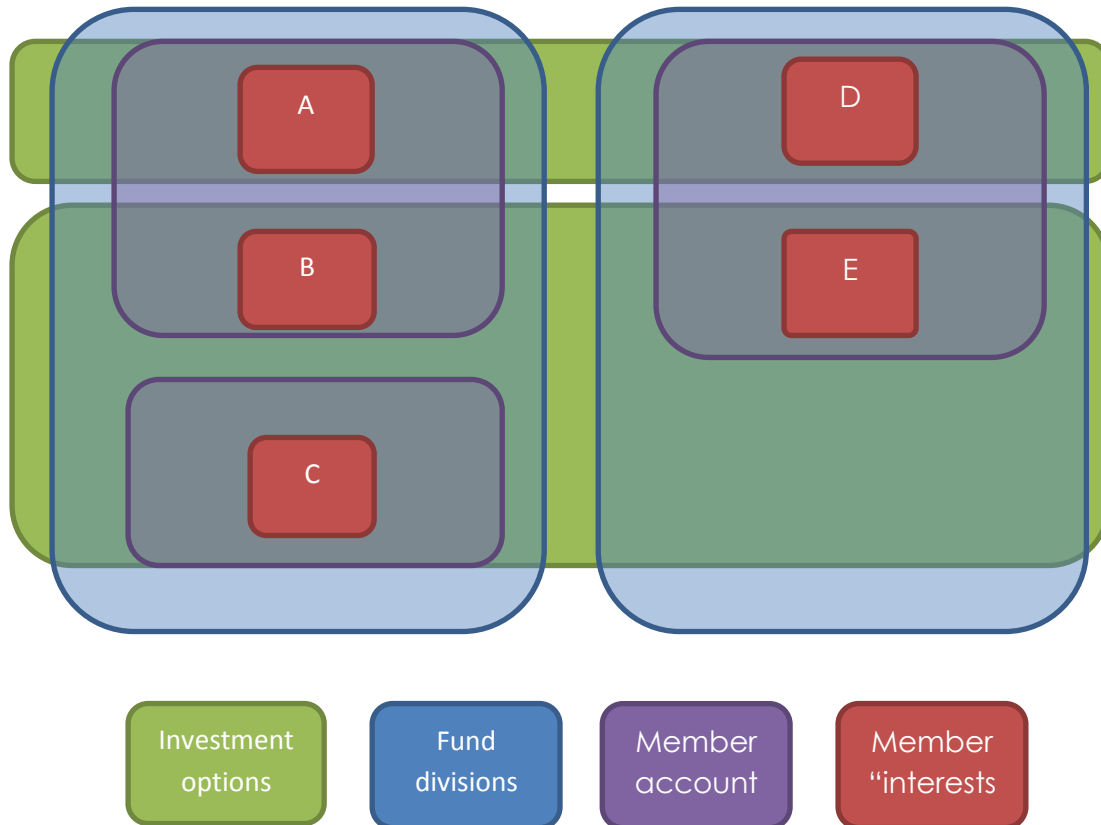 A
D
B
E
C
Investment
options
Fund
divisions
Member
account
Member
“interests